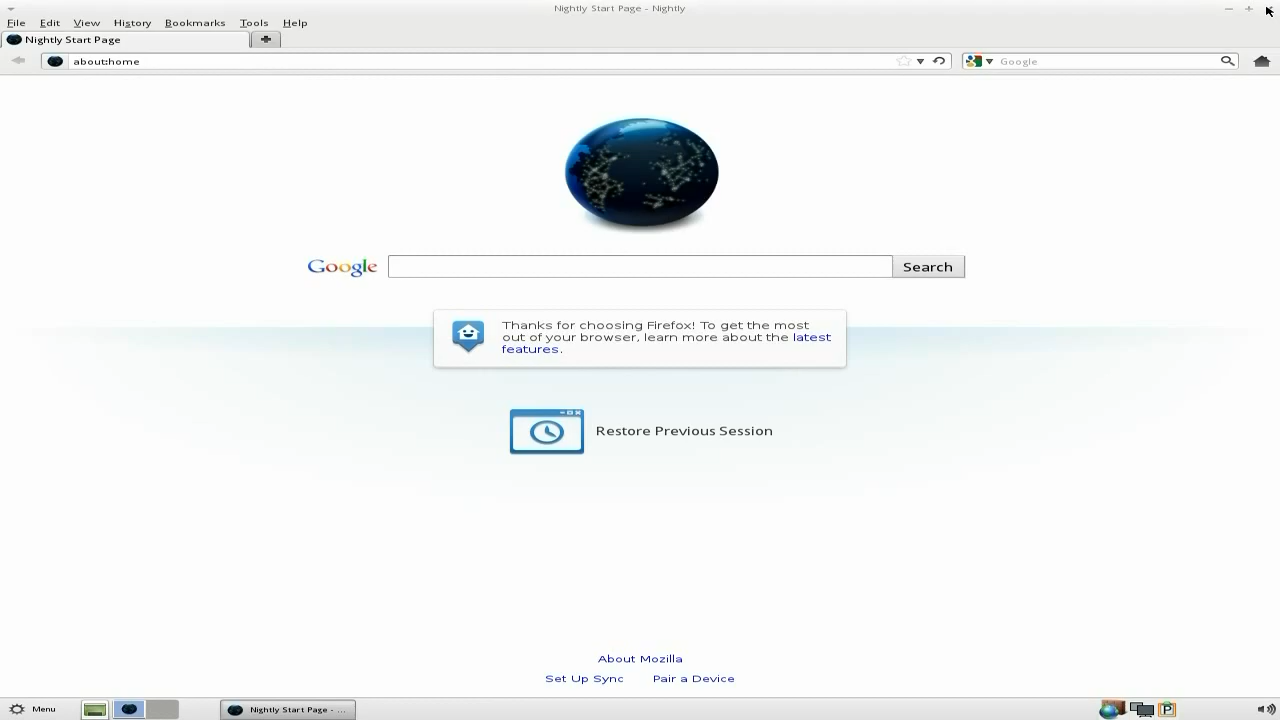 Nightly Start Page - Nightly
File Edit View History Bookmarks Tools Help
Nightly Start Page
about:home
Google
Google
Search
Thanks for choosing Firefox! To get the most
out of your browser, learn more about the latest
features.
Restore Previous Session
About Mozilla
Set Up Sync Pair a Device
Menu
Nightly Start Page - ...